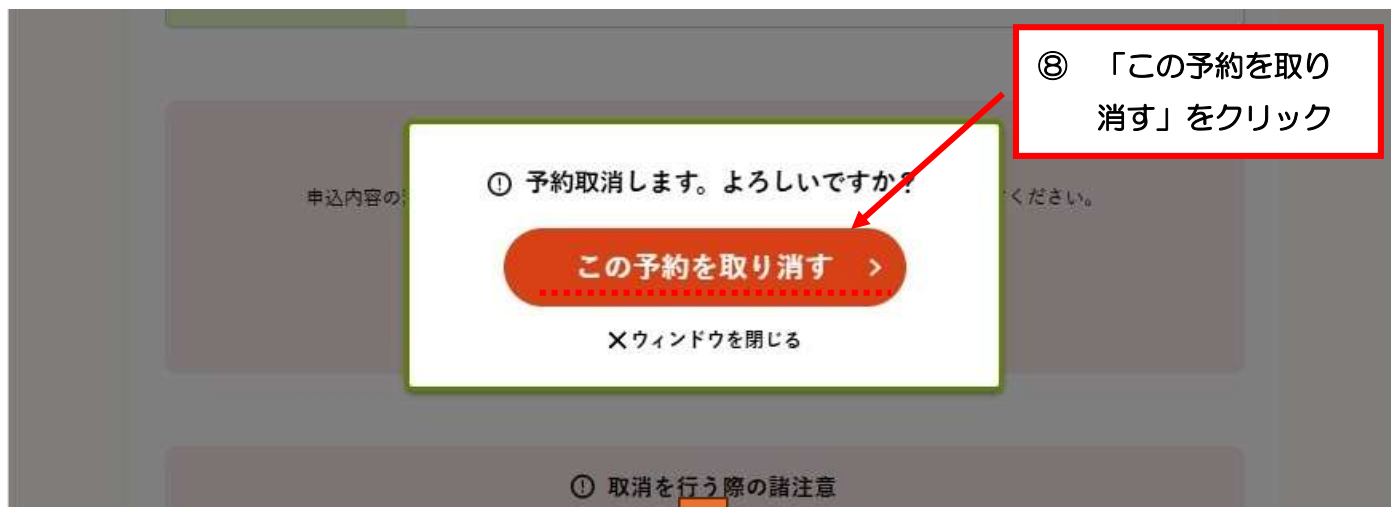 ⑧ 「この予約を取り
消す」をクリック
予約取消します。よろしいですか？
申込内容の
ください。
この予約を取り消す >
×ウィンドウを閉じる
取消を行う際の諸注意